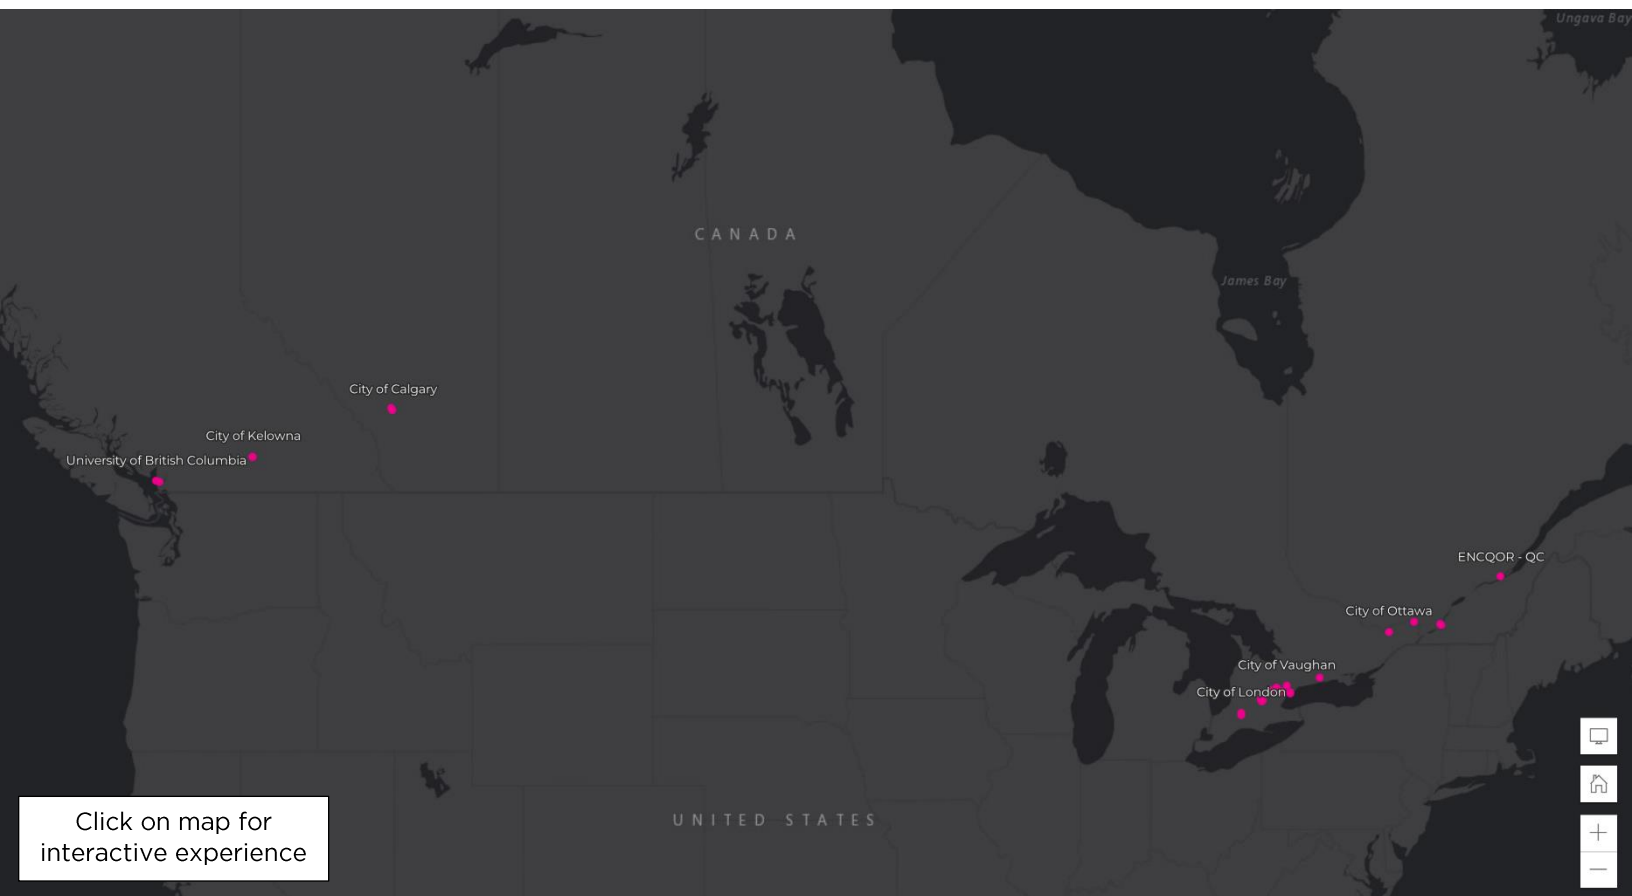 Ungava Bay
CANADA
James Bay
City of Calgary
City of Kelowna
University of British Columbia
ENCQOR - QC
City of Ottawa
City of Vaughan
City of London
UNITED STATES
Click on map for
interactive experience